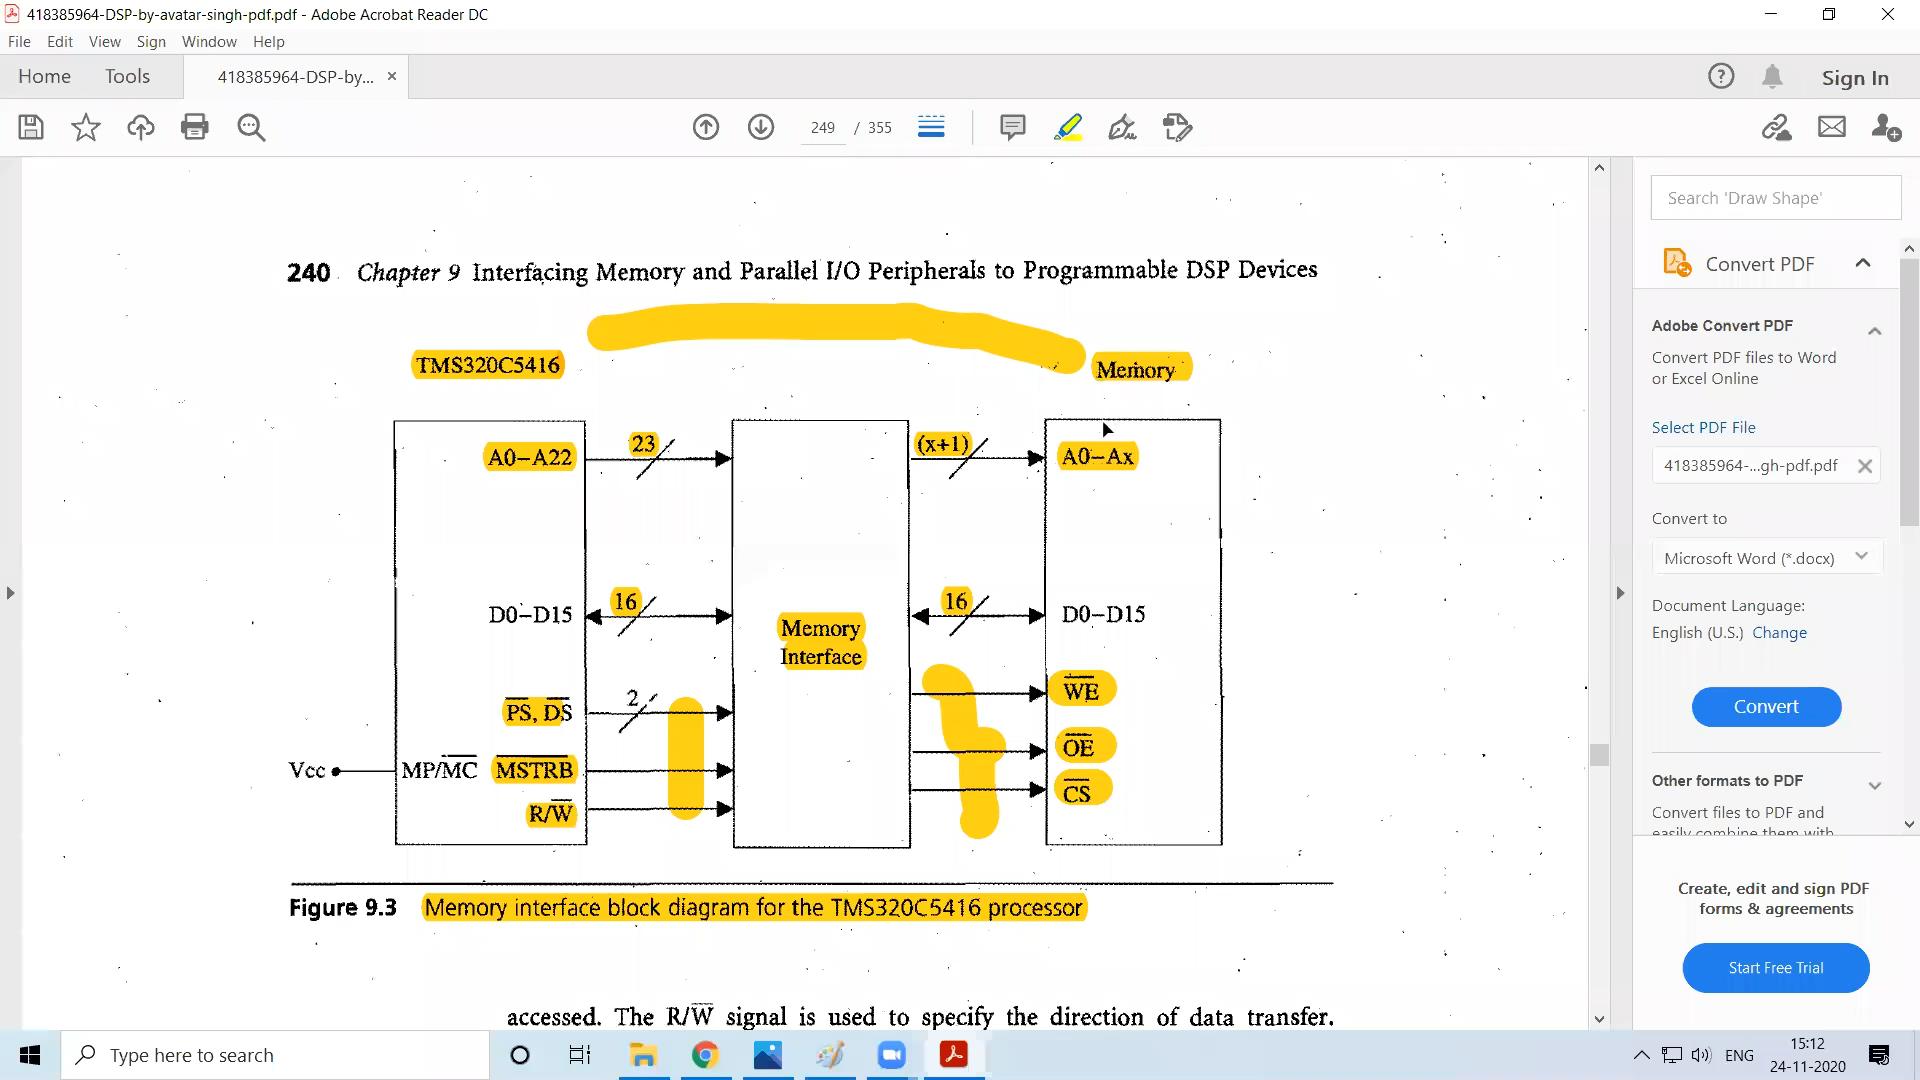 418385964-DSP-by-avatar-singh-pdf.pdf - Adobe Acrobat Reader DC
File Edit View Sign Window Help
Home Tools 418385964-DSP-by... × Sign In
249 / 355
Search 'Draw Shape'
240 Chapter 9 Interfacing Memory and Parallel I/O Peripherals to Programmable DSP Devices
TMS320C5416 Memory
A0–A22 23 (x+1) A0–Ax
D0–D15 16 16 D0–D15
Memory
Interface
P̅S̅, D̅S̅ 2 W̅E̅
O̅E̅
Vcc MP/M̅C̅ M̅S̅T̅R̅B̅ C̅S̅
R/W̅
Figure 9.3 Memory interface block diagram for the TMS320C5416 processor
accessed. The R/W̅ signal is used to specify the direction of data transfer.
Convert PDF
Adobe Convert PDF
Convert PDF files to Word
or Excel Online
Select PDF File
418385964-...gh-pdf.pdf
Convert to
Microsoft Word (*.docx)
Document Language:
English (U.S.) Change
Convert
Other formats to PDF
Convert files to PDF and
easily combine them with
Create, edit and sign PDF
forms & agreements
Start Free Trial
Type here to search
ENG
15:12
24-11-2020